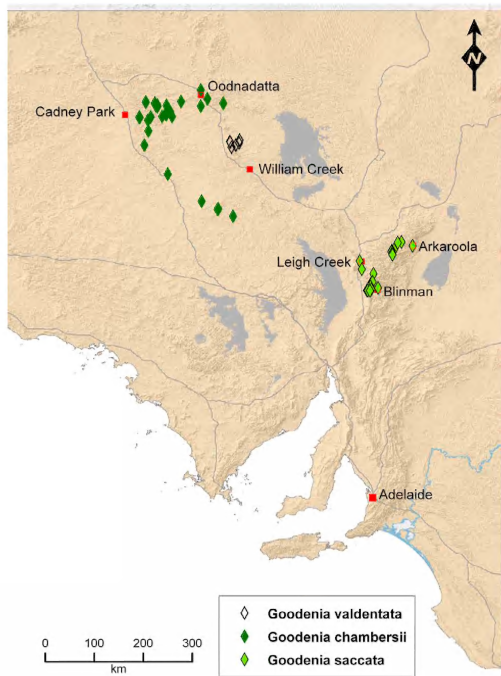 N
Oodnadatta
Cadney Park
William Creek
Arkaroola
Leigh Creek
Blinman
Adelaide
Goodenia valdentata
Goodenia chambersii
Goodenia saccata
0 100 200 300
km